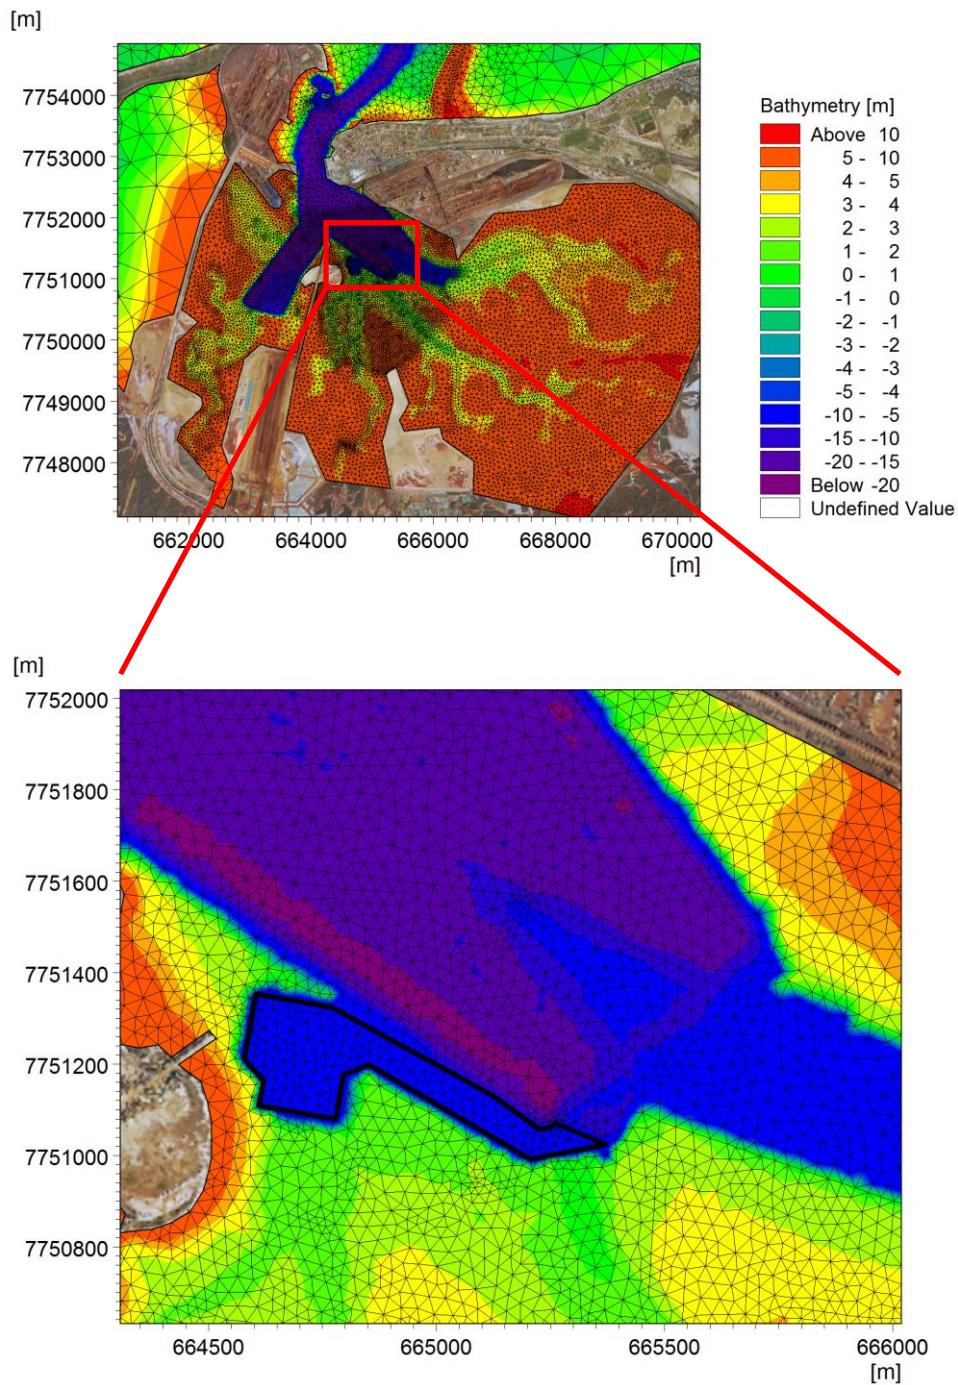 [m]
7754000
7753000
7752000
7751000
7750000
7749000
7748000
662000 664000 666000 668000 670000
[m]
Bathymetry [m]
Above 10
5 - 10
4 - 5
3 - 4
2 - 3
1 - 2
0 - 1
-1 - 0
-2 - -1
-3 - -2
-4 - -3
-5 - -4
-10 - -5
-15 - -10
-20 - -15
Below -20
Undefined Value
[m]
7752000
7751800
7751600
7751400
7751200
7751000
7750800
664500 665000 665500 666000
[m]